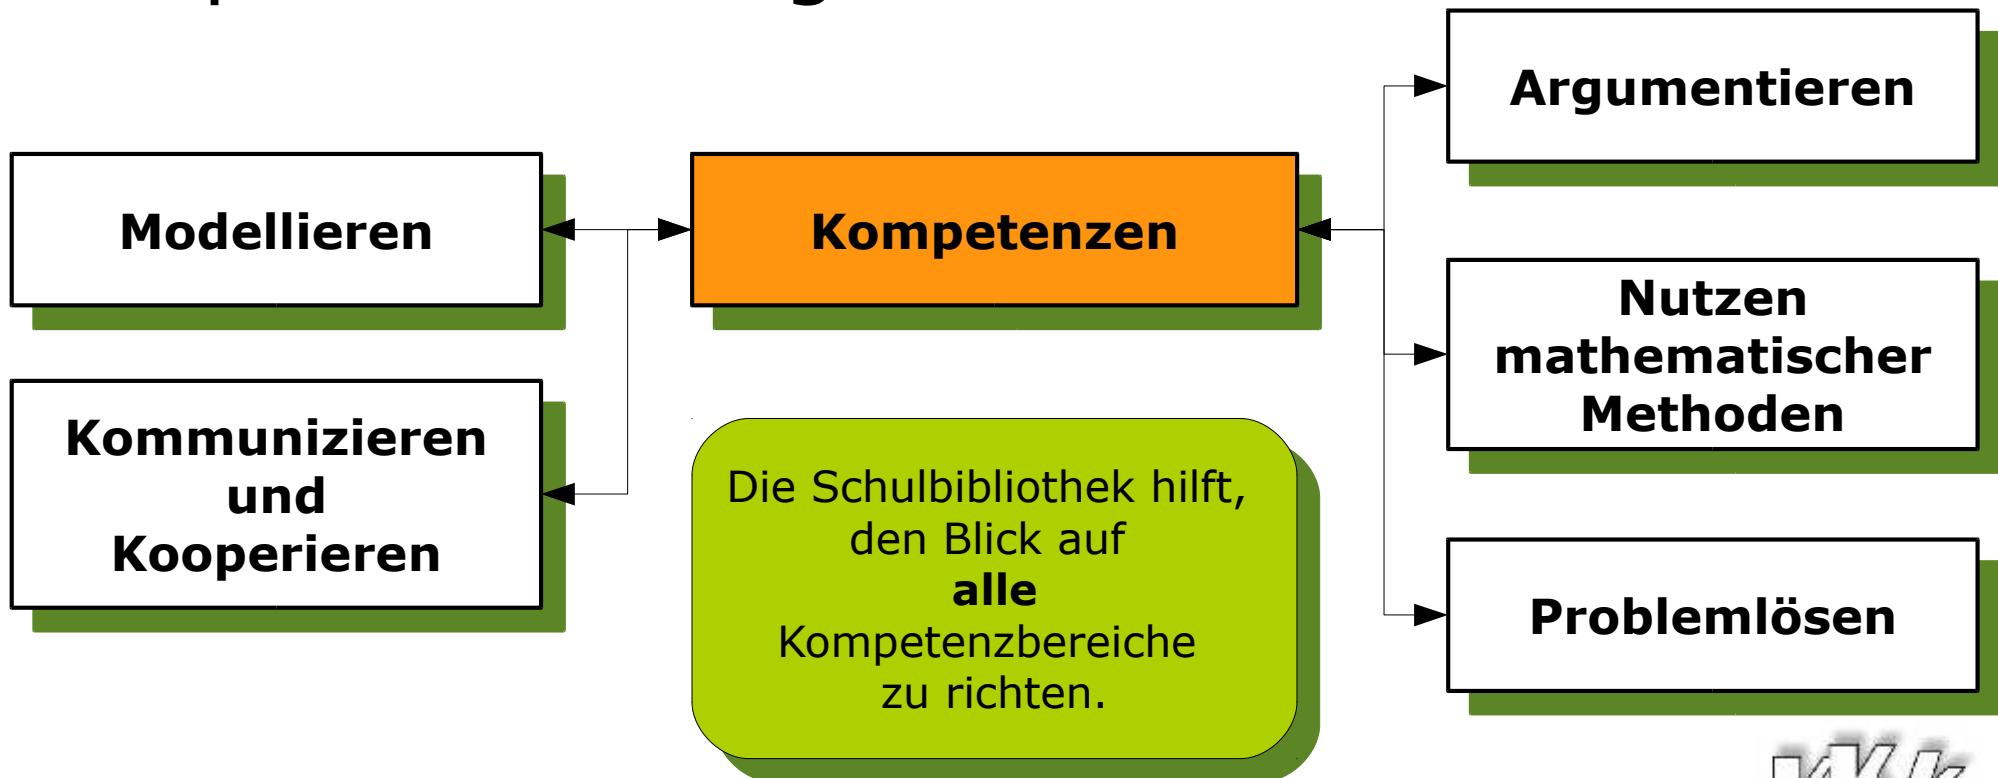 Argumentieren
Modellieren
Kompetenzen
Nutzen
mathematischer
Methoden
Kommunizieren
und
Kooperieren
Die Schulbibliothek hilft,
den Blick auf
alle
Kompetenzbereiche
zu richten.
Problemlösen